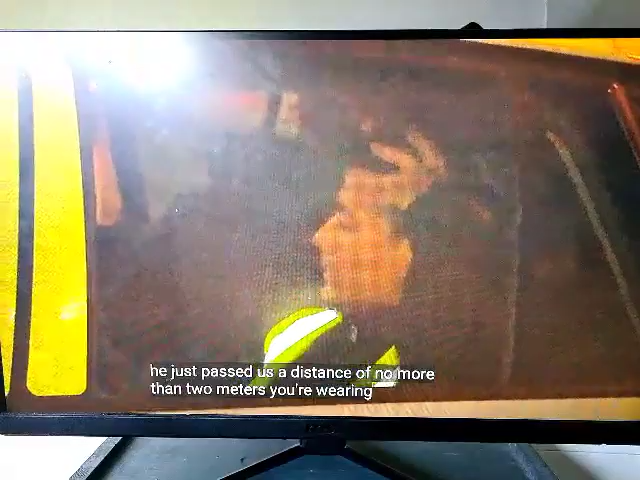 he just passed us a distance of no more
than two meters you're wearing